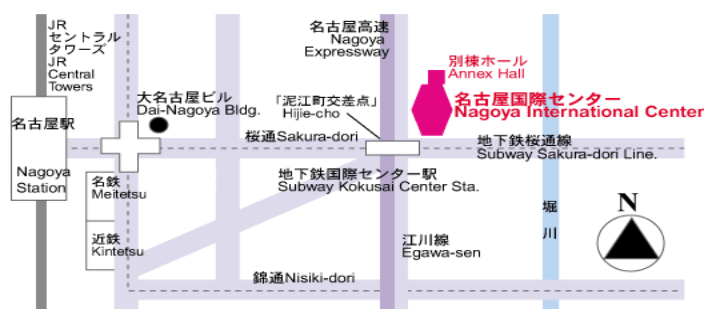 JR
セントラル
タワーズ
JR
Central
Towers
名古屋高速
Nagoya
Expressway
別棟ホール
Annex Hall
大名古屋ビル
Dai-Nagoya Bldg.
「泥江町交差点」
Hijie-cho
名古屋国際センター
Nagoya International Center
名古屋駅
Nagoya
Station
桜通Sakura-dori
地下鉄桜通線
Subway Sakura-dori Line.
名鉄
Meitetsu
地下鉄国際センター駅
Subway Kokusai Center Sta.
近鉄
Kintetsu
江川線
Egawa-sen
堀川
N
錦通Nisiki-dori